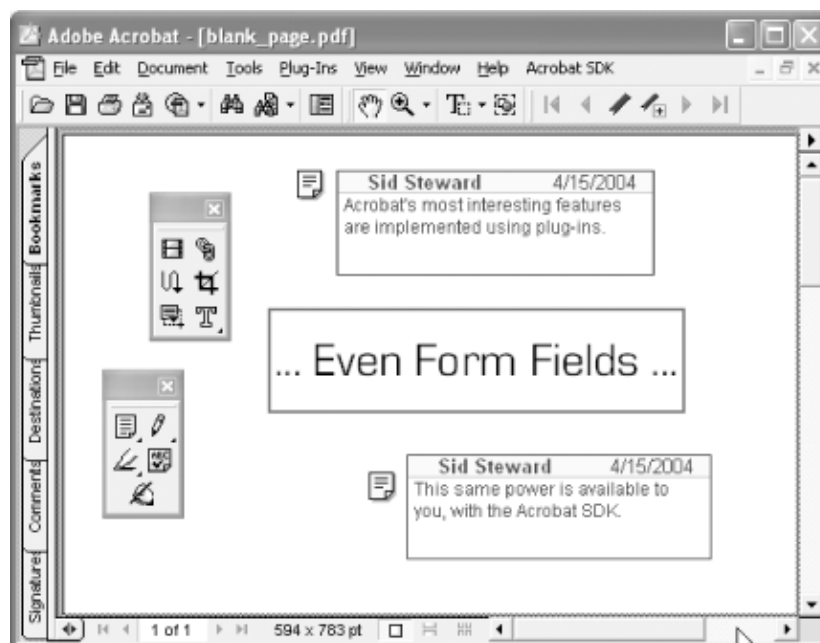 Adobe Acrobat - [blank_page.pdf]
File Edit Document Tools Plug-Ins View Window Help Acrobat SDK
Bookmarks
Thumbnails
Destinations
Comments
Signatures
Sid Steward 4/15/2004
Acrobat's most interesting features
are implemented using plug-ins.
... Even Form Fields ...
Sid Steward 4/15/2004
This same power is available to
you, with the Acrobat SDK.
1 of 1 594 x 783 pt